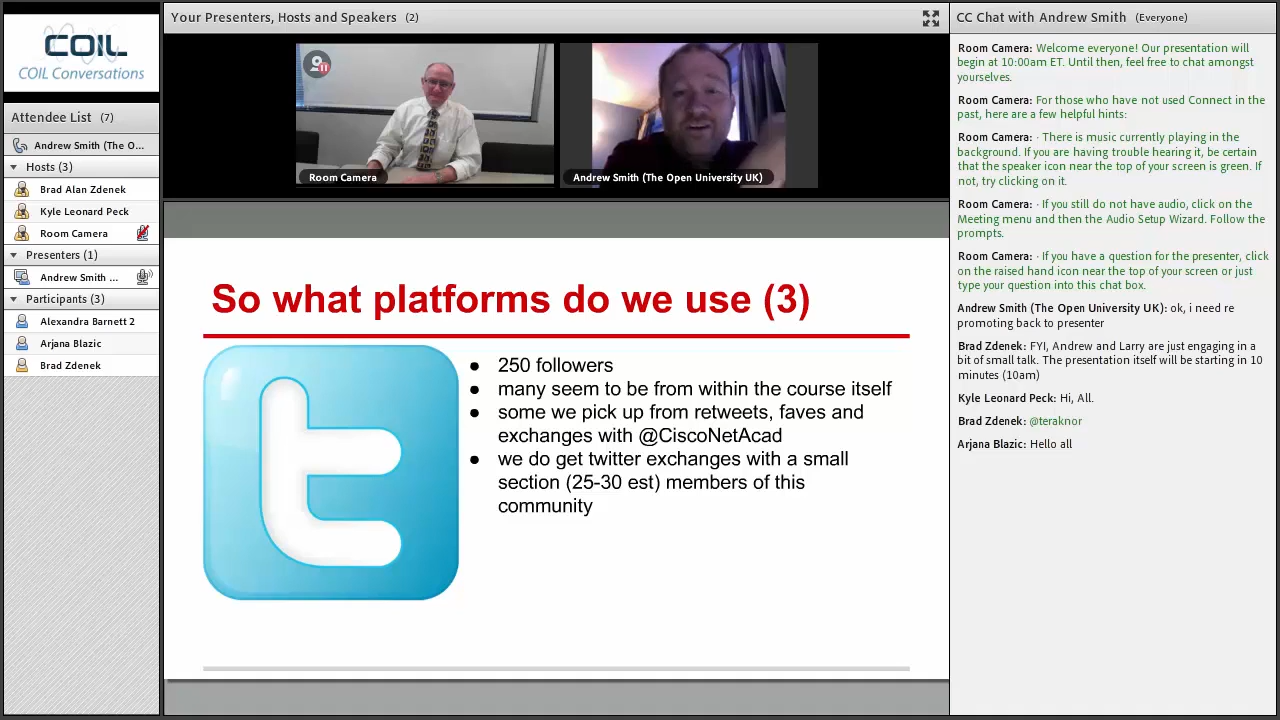 COIL
COIL Conversations
Attendee List (7)
Andrew Smith (The O...
Hosts (3)
Brad Alan Zdenek
Kyle Leonard Peck
Room Camera
Presenters (1)
Andrew Smith ...
Participants (3)
Alexandra Barnett 2
Arjana Blazic
Brad Zdenek
Your Presenters, Hosts and Speakers (2)
Room Camera
Andrew Smith (The Open University UK)
So what platforms do we use (3)
● 250 followers
● many seem to be from within the course itself
● some we pick up from retweets, faves and
exchanges with @CiscoNetAcad
● we do get twitter exchanges with a small
section (25-30 est) members of this
community
CC Chat with Andrew Smith (Everyone)
Room Camera: Welcome everyone! Our presentation will
begin at 10:00am ET. Until then, feel free to chat amongst
yourselves.
Room Camera: For those who have not used Connect in the
past, here are a few helpful hints:
Room Camera: · There is music currently playing in the
background. If you are having trouble hearing it, be certain
that the speaker icon near the top of your screen is green. If
not, try clicking on it.
Room Camera: · If you still do not have audio, click on the
Meeting menu and then the Audio Setup Wizard. Follow the
prompts.
Room Camera: · If you have a question for the presenter, click
on the raised hand icon near the top of your screen or just
type your question into this chat box.
Andrew Smith (The Open University UK): ok, i need re
promoting back to presenter
Brad Zdenek: FYI, Andrew and Larry are just engaging in a
bit of small talk. The presentation itself will be starting in 10
minutes (10am)
Kyle Leonard Peck: Hi, All.
Brad Zdenek: @teraknor
Arjana Blazic: Hello all